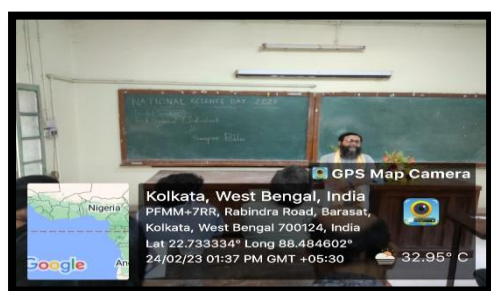 NATIONAL SCIENCE DAY 2023
GPS Map Camera
Kolkata, West Bengal, India
PFMM+7RR, Rabindra Road, Barasat,
Kolkata, West Bengal 700124, India
Lat 22.733334° Long 88.484602°
24/02/23 01:37 PM GMT +05:30
32.95° C
Nigeria
An
Google